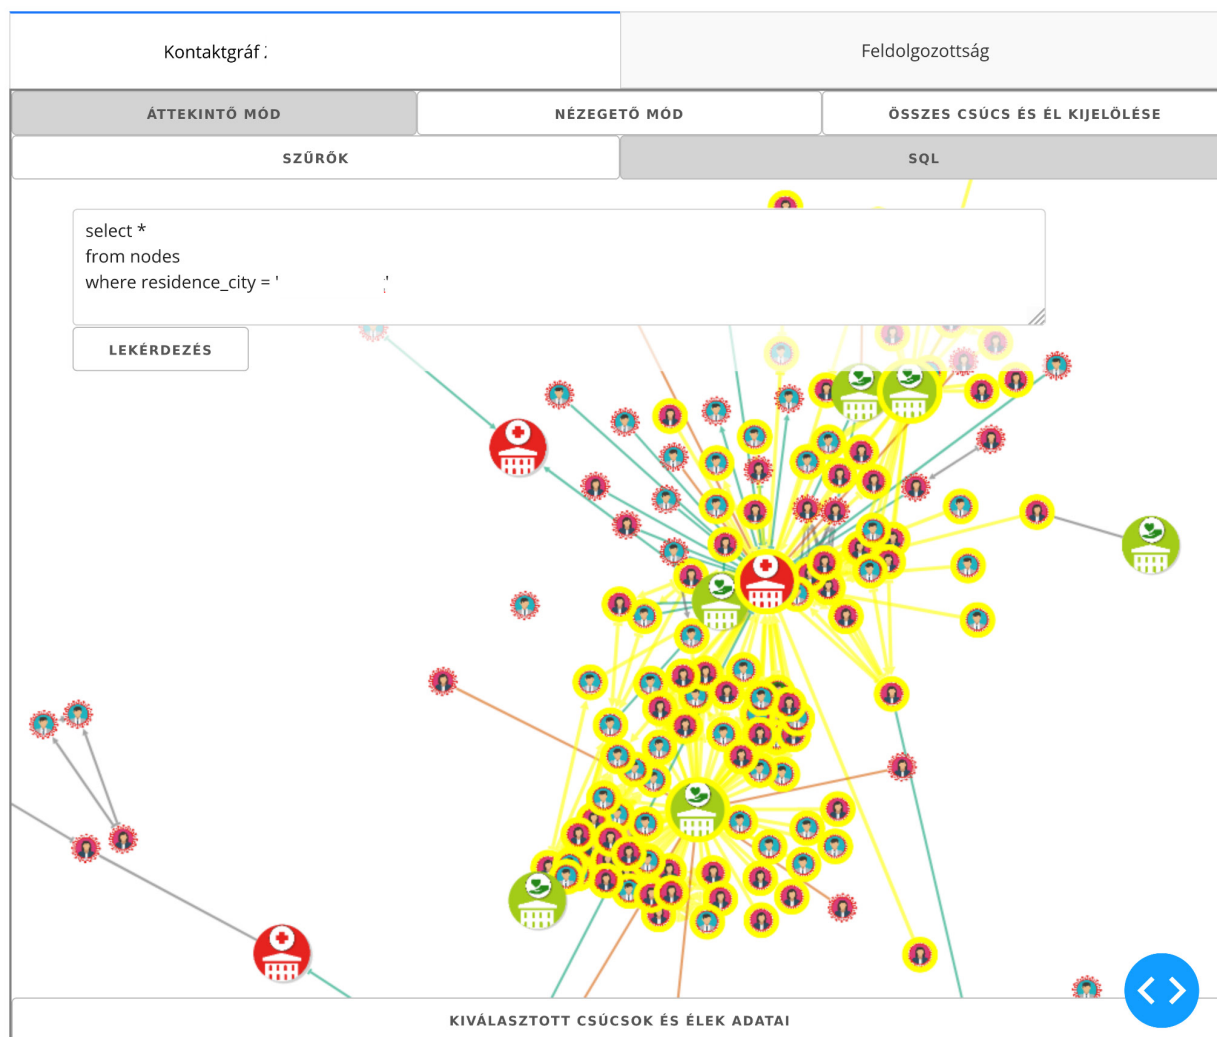 Kontaktgráf
Feldolgozottság
ÁTTEKINTŐ MÓD
NÉZEGETŐ MÓD
ÖSSZES CSÚCS ÉS ÉL KIJELÖLÉSE
SZŰRŐK
SQL
select *
from nodes
where residence_city = ' '
LEKÉRDEZÉS
KIVÁLASZTOTT CSÚCSOK ÉS ÉLEK ADATAI